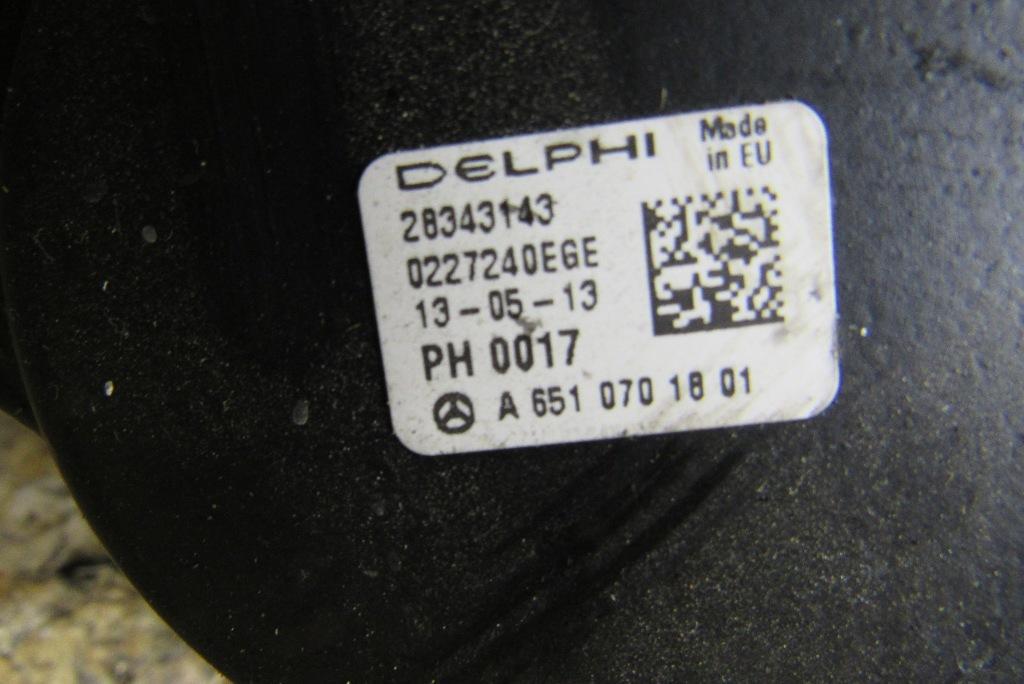 DELPHI
Made
in EU
28343143
0227240EGE
13-05-13
PH 0017
A 651 070 18 01